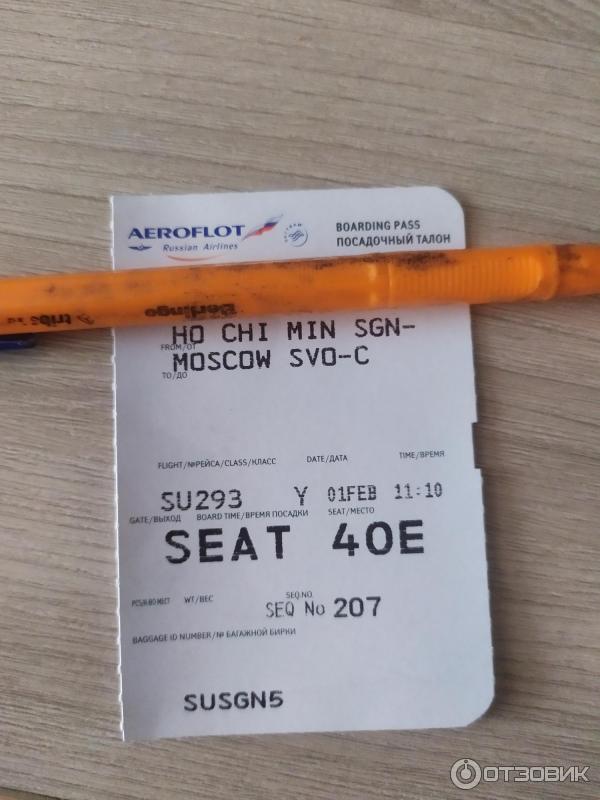 AEROFLOT
Russian Airlines
BOARDING PASS
ПОСАДОЧНЫЙ ТАЛОН
HO CHI MIN SGN-
FROM/ОТ
MOSCOW SVO-C
TO/ДО
FLIGHT/№РЕЙСА/CLASS/КЛАСС DATE/ДАТА TIME/ВРЕМЯ
SU293 Y 01FEB 11:10
GATE/ВЫХОД BOARD TIME/ВРЕМЯ ПОСАДКИ SEAT/МЕСТО
SEAT 40E
WT/ВЕС SEQ.NO.
SEQ No 207
BAGGAGE ID NUMBER/№ БАГАЖНОЙ БИРКИ
SUSGN5
ОТЗОВИК